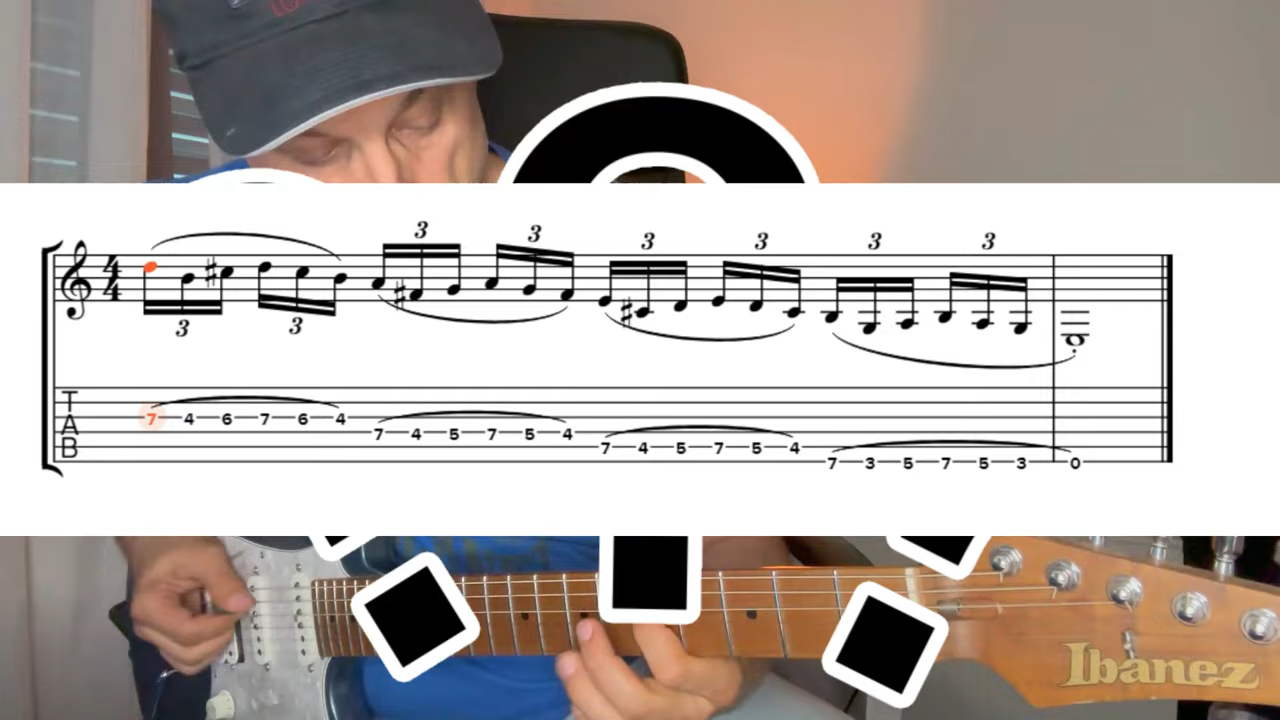 3 3 3 3 3 3
4
4
3 3
T
A
B
7 4 6 7 6 4
7 4 5 7 5 4
7 4 5 7 5 4
7 3 5 7 5 3 0
Ibanez